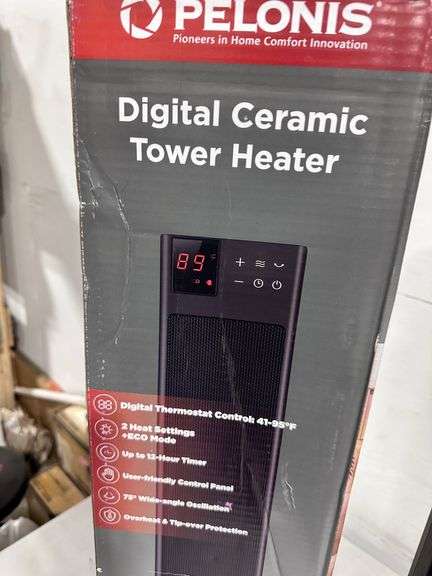 PELONIS®
Pioneers in Home Comfort Innovation
Digital Ceramic
Tower Heater
89 °F
Digital Thermostat Control: 41-95°F
2 Heat Settings
+ECO Mode
Up to 12-Hour Timer
User-friendly Control Panel
75° Wide-angle Oscillation
Overheat & Tip-over Protection